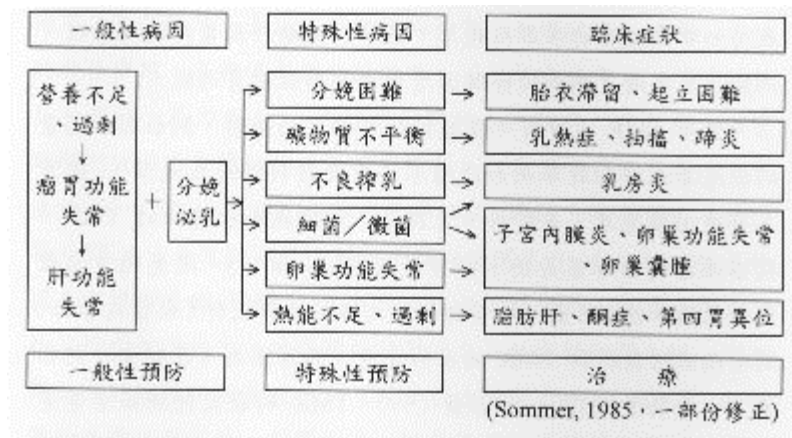 一般性病因
特殊性病因
臨床症狀
營養不足
、過剩
瘤胃功能
失常
肝功能
失常
+
分娩
泌乳
分娩困難
胎衣滯留、起立困難
礦物質不平衡
乳熱症、抽搐、蹄炎
不良搾乳
乳房炎
細菌／黴菌
子宮內膜炎、卵巢功能失常
卵巢囊腫
卵巢功能失常
熱能不足、過剩
脂肪肝、酮症、第四胃異位
一般性預防
特殊性預防
治 療
(Sommer, 1985，一部份修正)